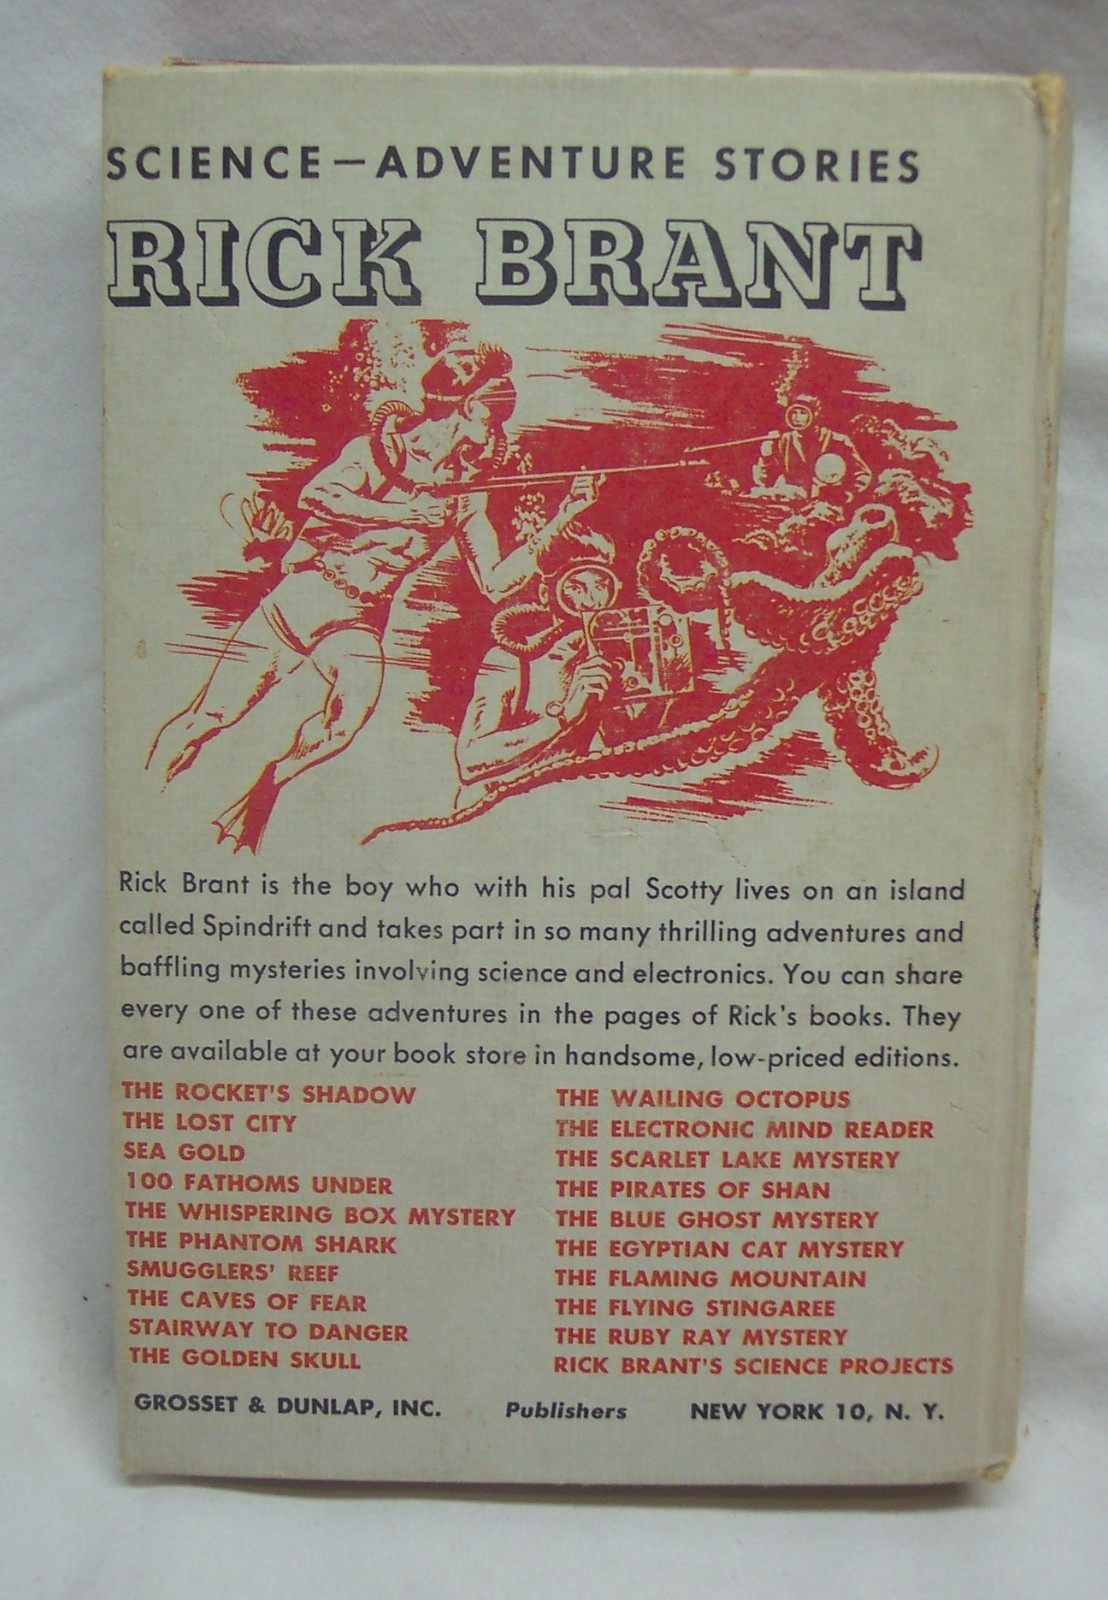 SCIENCE—ADVENTURE STORIES
RICK BRANT
Rick Brant is the boy who with his pal Scotty lives on an island
called Spindrift and takes part in so many thrilling adventures and
baffling mysteries involving science and electronics. You can share
every one of these adventures in the pages of Rick's books. They
are available at your book store in handsome, low-priced editions.
THE ROCKET'S SHADOW
THE LOST CITY
SEA GOLD
100 FATHOMS UNDER
THE WHISPERING BOX MYSTERY
THE PHANTOM SHARK
SMUGGLERS' REEF
THE CAVES OF FEAR
STAIRWAY TO DANGER
THE GOLDEN SKULL
THE WAILING OCTOPUS
THE ELECTRONIC MIND READER
THE SCARLET LAKE MYSTERY
THE PIRATES OF SHAN
THE BLUE GHOST MYSTERY
THE EGYPTIAN CAT MYSTERY
THE FLAMING MOUNTAIN
THE FLYING STINGAREE
THE RUBY RAY MYSTERY
RICK BRANT'S SCIENCE PROJECTS
GROSSET & DUNLAP, INC. Publishers NEW YORK 10, N. Y.